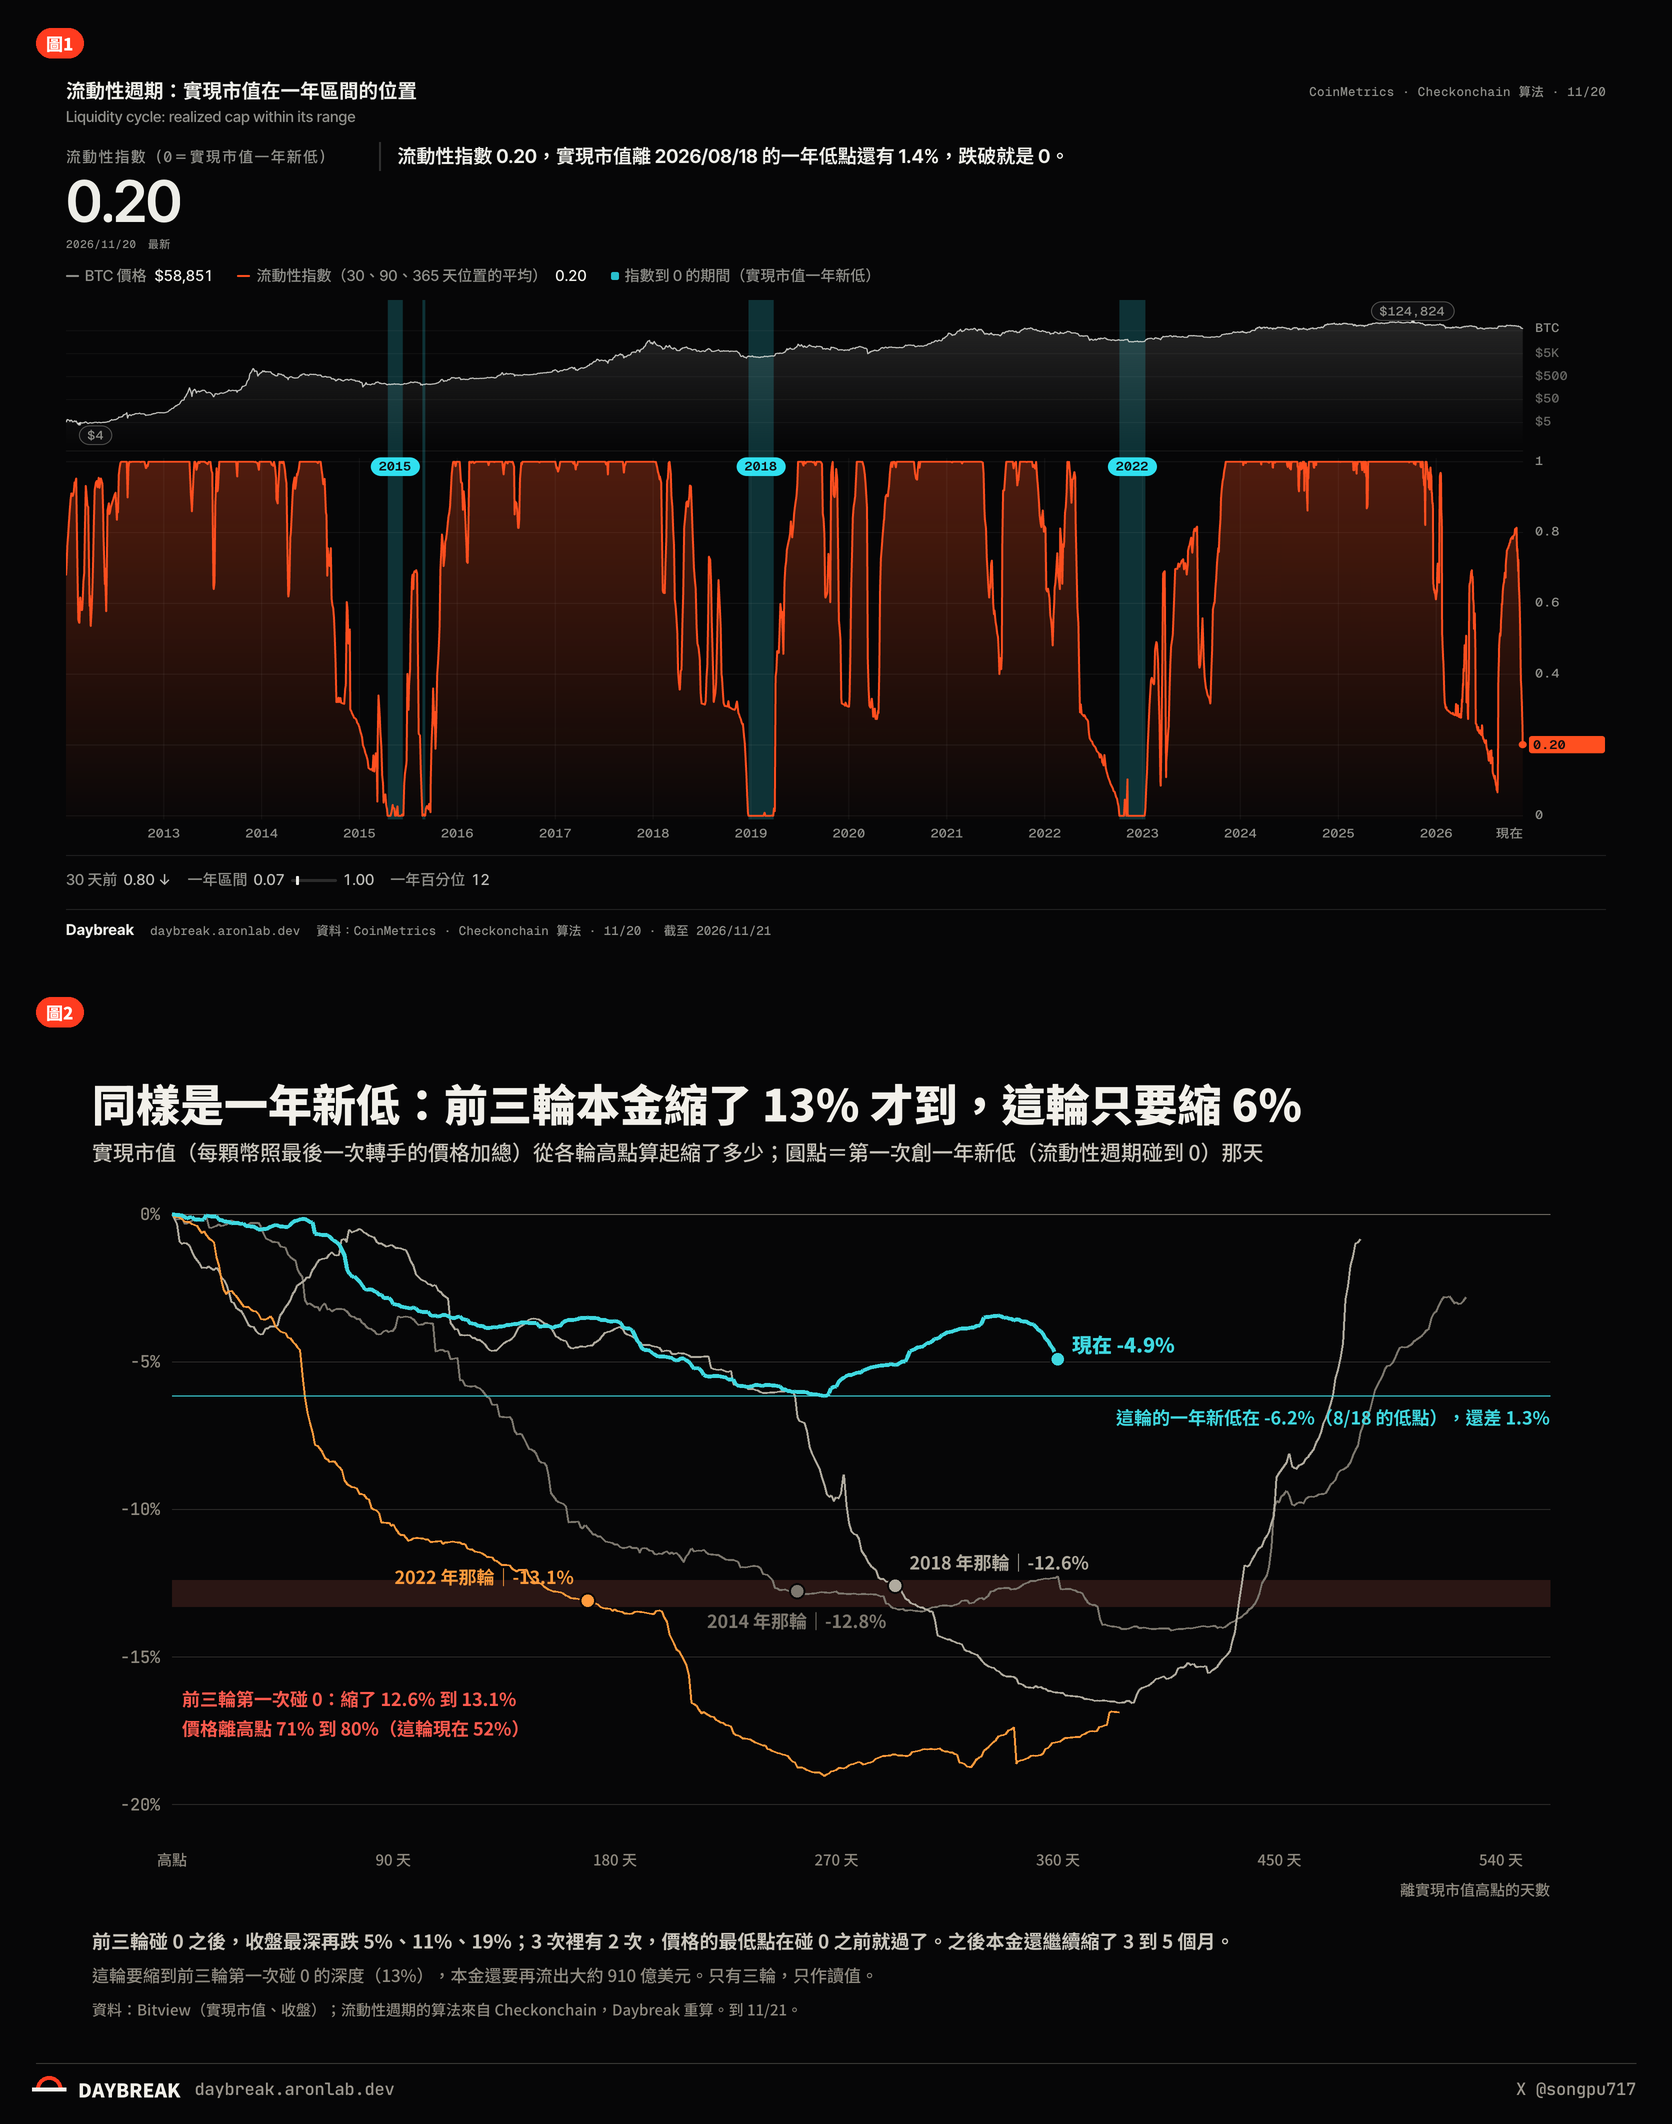 圖1
流動性週期：實現市值在一年區間的位置
CoinMetrics · Checkonchain 算法 · 11/20
Liquidity cycle: realized cap within its range
流動性指數（0＝實現市值一年新低）
流動性指數 0.20，實現市值離 2026/08/18 的一年低點還有 1.4%，跌破就是 0。
0.20
2026/11/20 最新
BTC 價格 $58,851
流動性指數（30、90、365 天位置的平均） 0.20
指數到 0 的期間（實現市值一年新低）
$124,824
BTC
$5K
$500
$50
$5
$4
2015
2018
2022
1
0.8
0.6
0.4
0.20
0
2013 2014 2015 2016 2017 2018 2019 2020 2021 2022 2023 2024 2025 2026 現在
30 天前 0.80 ↓ 一年區間 0.07 1.00 一年百分位 12
Daybreak daybreak.aronlab.dev 資料：CoinMetrics · Checkonchain 算法 · 11/20 · 截至 2026/11/21
圖2
同樣是一年新低：前三輪本金縮了 13% 才到，這輪只要縮 6%
實現市值（每顆幣照最後一次轉手的價格加總）從各輪高點算起縮了多少；圓點＝第一次創一年新低（流動性週期碰到 0）那天
0%
現在 -4.9%
-5%
這輪的一年新低在 -6.2%（8/18 的低點），還差 1.3%
-10%
2018 年那輪｜-12.6%
2022 年那輪｜-13.1%
2014 年那輪｜-12.8%
-15%
前三輪第一次碰 0：縮了 12.6% 到 13.1%
價格離高點 71% 到 80%（這輪現在 52%）
-20%
高點 90 天 180 天 270 天 360 天 450 天 540 天
離實現市值高點的天數
前三輪碰 0 之後，收盤最深再跌 5%、11%、19%；3 次裡有 2 次，價格的最低點在碰 0 之前就過了。之後本金還繼續縮了 3 到 5 個月。
這輪要縮到前三輪第一次碰 0 的深度（13%），本金還要再流出大約 910 億美元。只有三輪，只作讀值。
資料：Bitview（實現市值、收盤）；流動性週期的算法來自 Checkonchain，Daybreak 重算。到 11/21。
DAYBREAK daybreak.aronlab.dev
X @songpu717